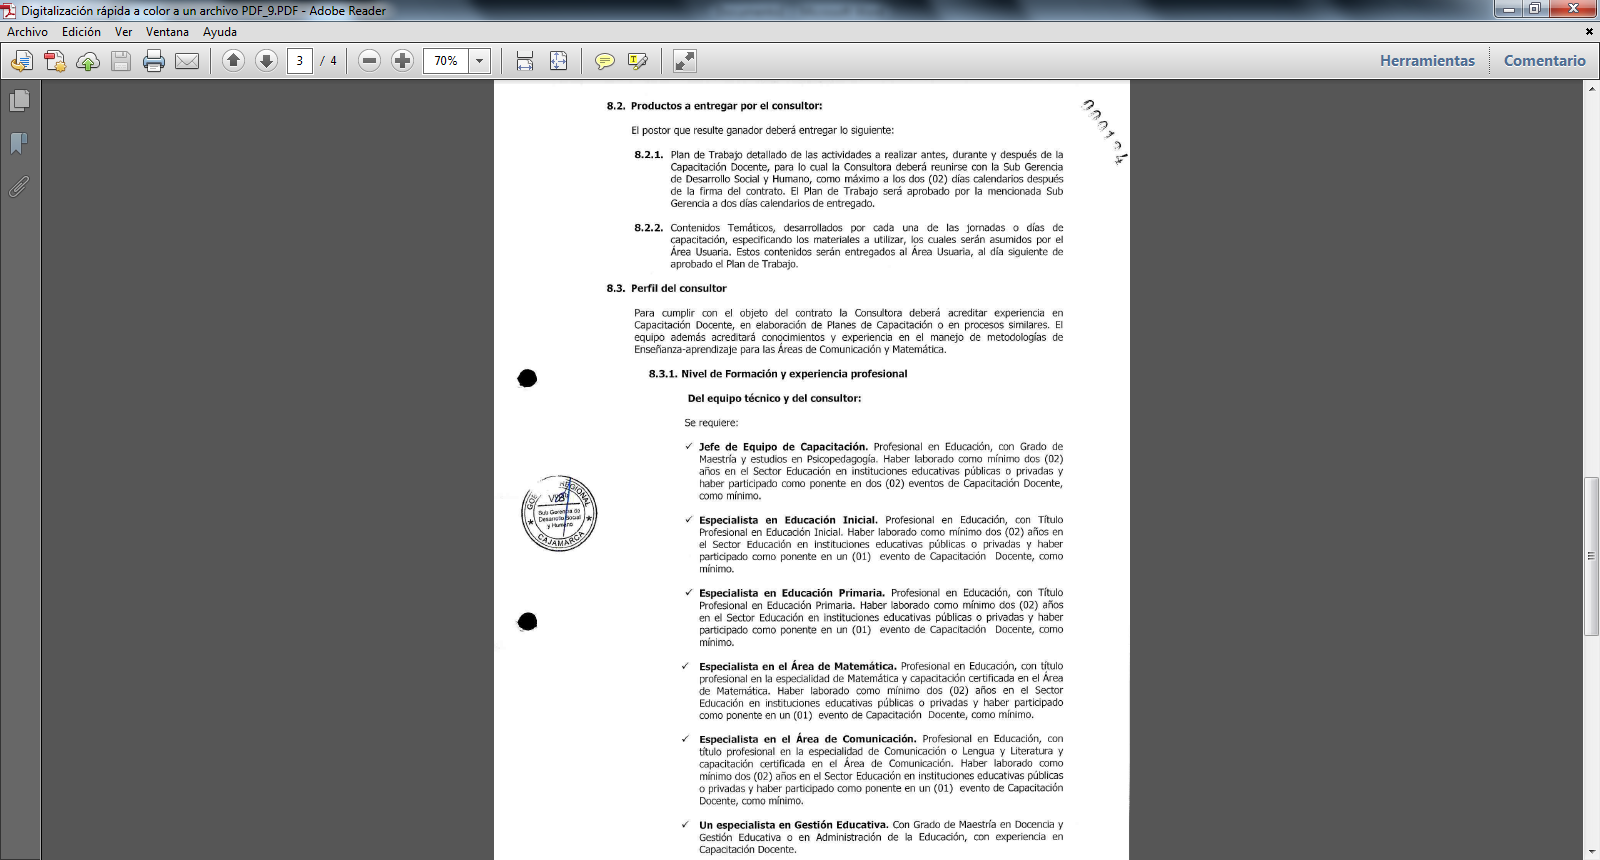 Digitalización rápida a color a un archivo PDF_9.PDF - Adobe Reader
Archivo Edición Ver Ventana Ayuda
3 / 4 70% Herramientas Comentario
8.2. Productos a entregar por el consultor:
El postor que resulte ganador deberá entregar lo siguiente:
8.2.1. Plan de Trabajo detallado de las actividades a realizar antes, durante y después de la
Capacitación Docente, para lo cual la Consultora deberá reunirse con la Sub Gerencia
de Desarrollo Social y Humano, como máximo a los dos (02) días calendarios después
de la firma del contrato. El Plan de Trabajo será aprobado por la mencionada Sub
Gerencia a dos días calendarios de entregado.
8.2.2. Contenidos Temáticos, desarrollados por cada una de las jornadas o días de
capacitación, especificando los materiales a utilizar, los cuales serán asumidos por el
Área Usuaria. Estos contenidos serán entregados al Área Usuaria, al día siguiente de
aprobado el Plan de Trabajo.
8.3. Perfil del consultor
Para cumplir con el objeto del contrato la Consultora deberá acreditar experiencia en
Capacitación Docente, en elaboración de Planes de Capacitación o en procesos similares. El
equipo además acreditará conocimientos y experiencia en el manejo de metodologías de
Enseñanza-aprendizaje para las Áreas de Comunicación y Matemática.
8.3.1. Nivel de Formación y experiencia profesional
Del equipo técnico y del consultor:
Se requiere:
✓ Jefe de Equipo de Capacitación. Profesional en Educación, con Grado de
Maestría y estudios en Psicopedagogía. Haber laborado como mínimo dos (02)
años en el Sector Educación en instituciones educativas públicas o privadas y
haber participado como ponente en dos (02) eventos de Capacitación Docente,
como mínimo.
✓ Especialista en Educación Inicial. Profesional en Educación, con Título
Profesional en Educación Inicial. Haber laborado como mínimo dos (02) años en
el Sector Educación en instituciones educativas públicas o privadas y haber
participado como ponente en un (01) evento de Capacitación Docente, como
mínimo.
✓ Especialista en Educación Primaria. Profesional en Educación, con Título
Profesional en Educación Primaria. Haber laborado como mínimo dos (02) años
en el Sector Educación en instituciones educativas públicas o privadas y haber
participado como ponente en un (01) evento de Capacitación Docente, como
mínimo.
✓ Especialista en el Área de Matemática. Profesional en Educación, con título
profesional en la especialidad de Matemática y capacitación certificada en el Área
de Matemática. Haber laborado como mínimo dos (02) años en el Sector
Educación en instituciones educativas públicas o privadas y haber participado
como ponente en un (01) evento de Capacitación Docente, como mínimo.
✓ Especialista en el Área de Comunicación. Profesional en Educación, con
título profesional en la especialidad de Comunicación o Lengua y Literatura y
capacitación certificada en el Área de Comunicación. Haber laborado como
mínimo dos (02) años en el Sector Educación en instituciones educativas públicas
o privadas y haber participado como ponente en un (01) evento de Capacitación
Docente, como mínimo.
✓ Un especialista en Gestión Educativa. Con Grado de Maestría en Docencia y
Gestión Educativa o en Administración de la Educación, con experiencia en
Capacitación Docente.
REGIONAL
Sub Gerencia de
Desarrollo Social
y Humano
CAJAMARCA